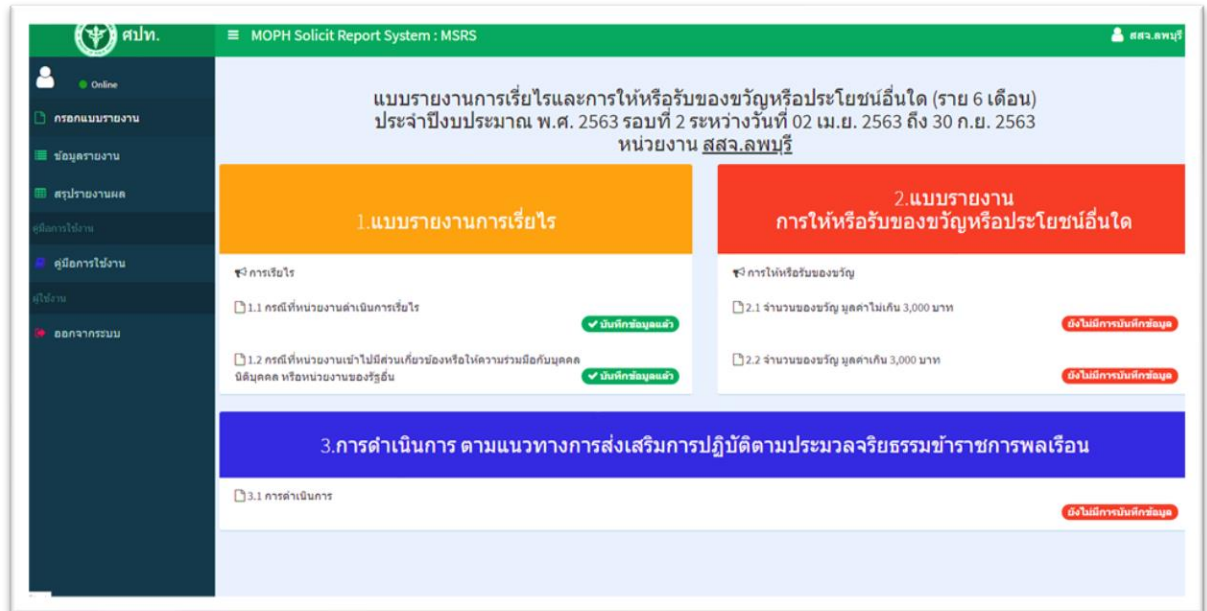 ศปท.
≡ MOPH Solicit Report System : MSRS
สสจ.ลพบุรี
Online
กรอกแบบรายงาน
ข้อมูลรายงาน
สรุปรายงานผล
คู่มือการใช้งาน
คู่มือการใช้งาน
ผู้ใช้งาน
ออกจากระบบ
แบบรายงานการเรี่ยไรและการให้หรือรับของขวัญหรือประโยชน์อื่นใด (ราย 6 เดือน)
ประจำปีงบประมาณ พ.ศ. 2563 รอบที่ 2 ระหว่างวันที่ 02 เม.ย. 2563 ถึง 30 ก.ย. 2563
หน่วยงาน สสจ.ลพบุรี
1.แบบรายงานการเรี่ยไร
การเรี่ยไร
1.1 กรณีที่หน่วยงานดำเนินการเรี่ยไร
✓ บันทึกข้อมูลแล้ว
1.2 กรณีที่หน่วยงานเข้าไปมีส่วนเกี่ยวข้องหรือให้ความร่วมมือกับบุคคล
นิติบุคคล หรือหน่วยงานของรัฐอื่น
✓ บันทึกข้อมูลแล้ว
2.แบบรายงาน
การให้หรือรับของขวัญหรือประโยชน์อื่นใด
การให้หรือรับของขวัญ
2.1 จำนวนของขวัญ มูลค่าไม่เกิน 3,000 บาท
ยังไม่มีการบันทึกข้อมูล
2.2 จำนวนของขวัญ มูลค่าเกิน 3,000 บาท
ยังไม่มีการบันทึกข้อมูล
3.การดำเนินการ ตามแนวทางการส่งเสริมการปฏิบัติตามประมวลจริยธรรมข้าราชการพลเรือน
3.1 การดำเนินการ
ยังไม่มีการบันทึกข้อมูล